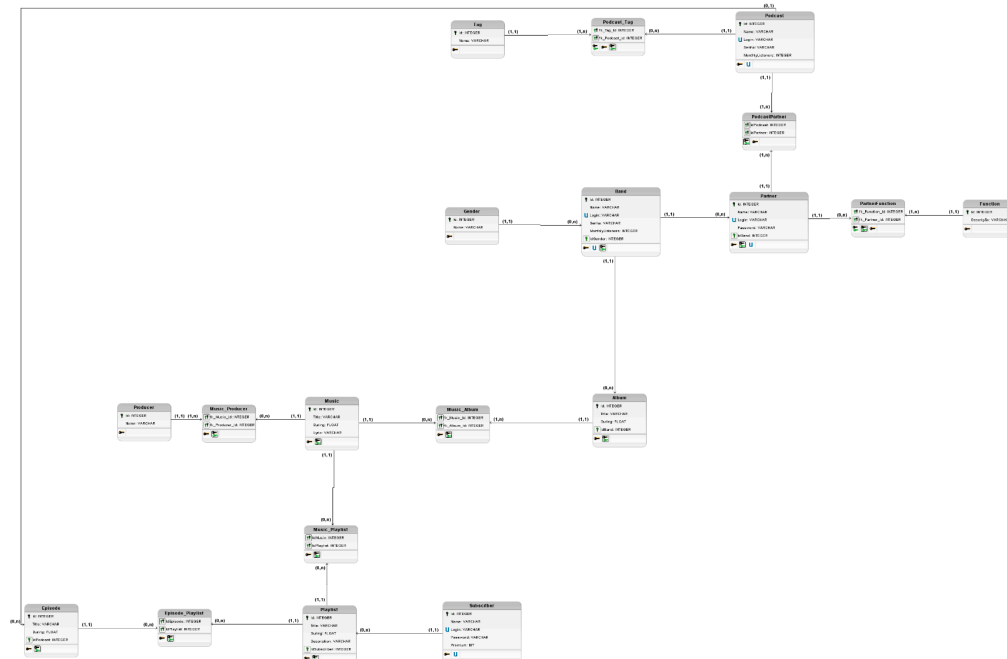 (0,1)
Podcast
Id: INTEGER
Name: VARCHAR
Login: VARCHAR
Senha: VARCHAR
MonthlyListeners: INTEGER
Tag
Id: INTEGER
Name: VARCHAR
(1,1)
(1,n)
Podcast_Tag
fk_Tag_Id: INTEGER
fk_Podcast_Id: INTEGER
(0,n)
(1,1)
(1,1)
(1,n)
PodcastPartner
IdPodcast: INTEGER
IdPartner: INTEGER
(1,n)
(1,1)
Gender
Id: INTEGER
Name: VARCHAR
(1,1)
(0,n)
Band
Id: INTEGER
Name: VARCHAR
Login: VARCHAR
Senha: VARCHAR
MonthlyListeners: INTEGER
IdGender: INTEGER
(1,1)
(0,n)
Partner
Id: INTEGER
Name: VARCHAR
Login: VARCHAR
Password: VARCHAR
IdBand: INTEGER
(1,1)
(0,n)
fk_Function_Id: INTEGER
fk_Partner_Id: INTEGER
(1,n)
(1,1)
Function
Id: INTEGER
(1,1)
(0,n)
Producer
Id: INTEGER
Name: VARCHAR
(1,1)
(1,n)
Music_Producer
fk_Music_Id: INTEGER
fk_Producer_Id: INTEGER
(0,n)
(1,1)
Music
Id: INTEGER
Title: VARCHAR
During: FLOAT
Lyric: VARCHAR
(1,1)
(0,n)
Music_Album
fk_Music_Id: INTEGER
fk_Album_Id: INTEGER
(1,n)
(1,1)
Album
Id: INTEGER
Title: VARCHAR
During: FLOAT
IdBand: INTEGER
(1,1)
(0,n)
Music_Playlist
IdMusic: INTEGER
IdPlaylist: INTEGER
(0,n)
(1,1)
(0,n)
Episode
Id: INTEGER
Title: VARCHAR
During: FLOAT
IdPodcast: INTEGER
(1,1)
(0,n)
Episode_Playlist
IdEpisode: INTEGER
IdPlaylist: INTEGER
(0,n)
(1,1)
Playlist
Id: INTEGER
Title: VARCHAR
During: FLOAT
Description: VARCHAR
IdSubscriber: INTEGER
(0,n)
(1,1)
Subscriber
Id: INTEGER
Name: VARCHAR
Login: VARCHAR
Password: VARCHAR
Premium: BIT